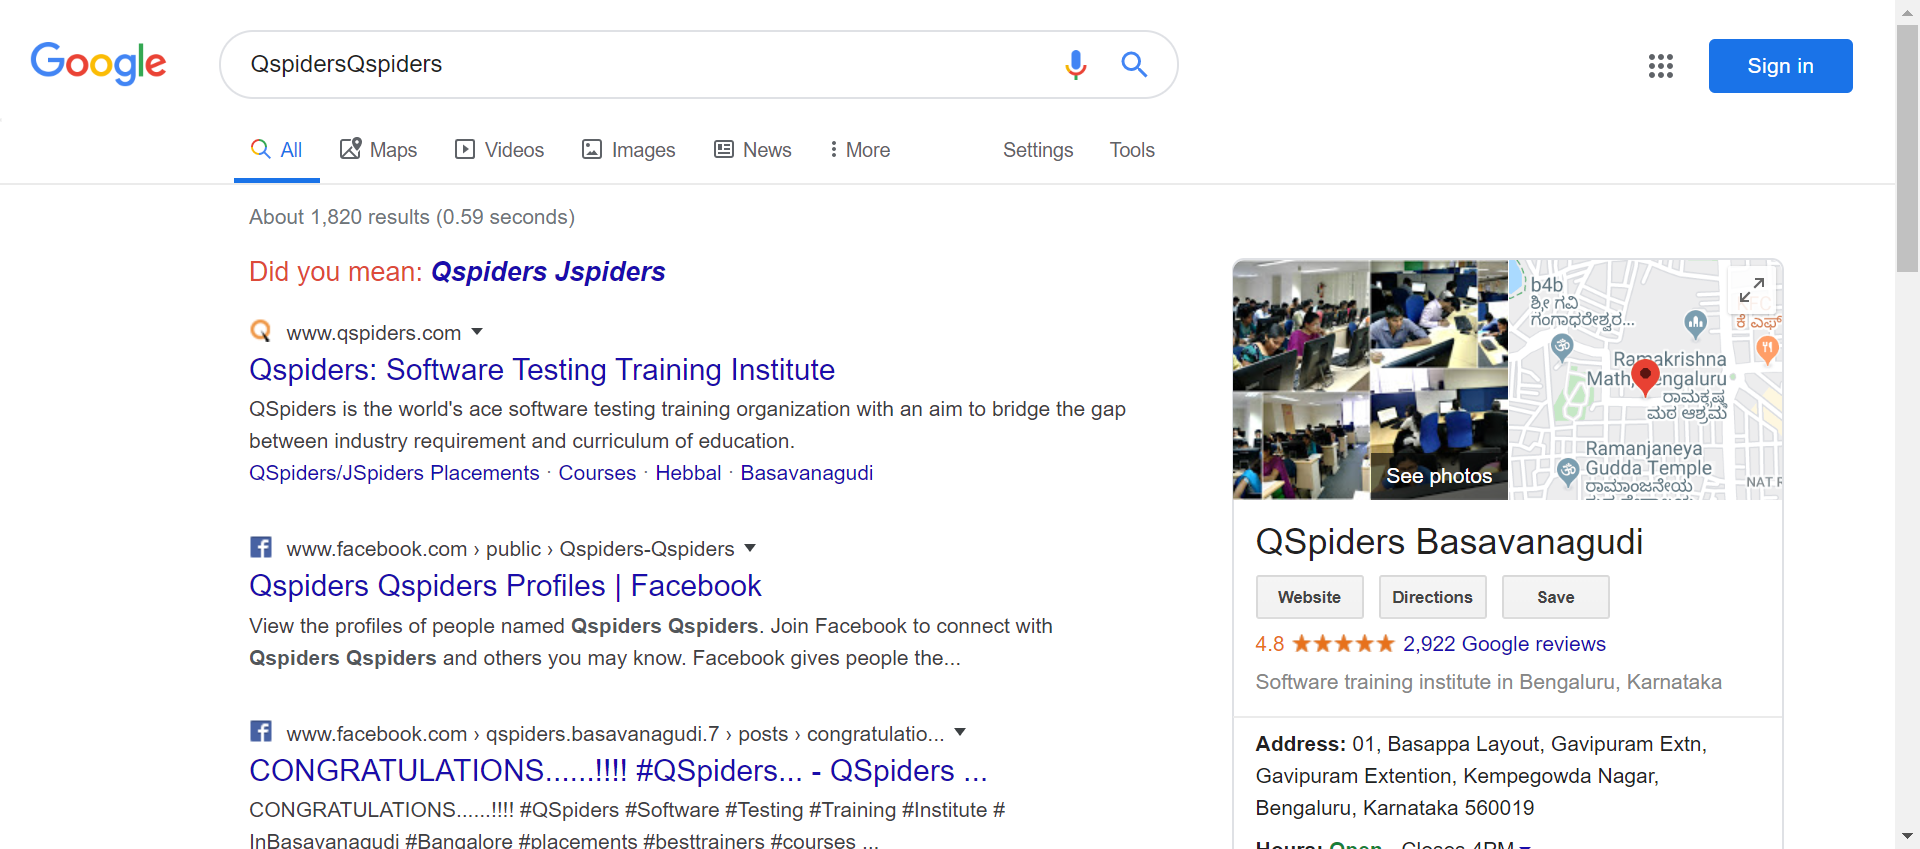 Google
QspidersQspiders
Sign in
All
Maps
Videos
Images
News
More
Settings
Tools
About 1,820 results (0.59 seconds)
Did you mean: Qspiders Jspiders
www.qspiders.com
Qspiders: Software Testing Training Institute
QSpiders is the world's ace software testing training organization with an aim to bridge the gap
between industry requirement and curriculum of education.
QSpiders/JSpiders Placements · Courses · Hebbal · Basavanagudi
www.facebook.com › public › Qspiders-Qspiders
Qspiders Qspiders Profiles | Facebook
View the profiles of people named Qspiders Qspiders. Join Facebook to connect with
Qspiders Qspiders and others you may know. Facebook gives people the...
www.facebook.com › qspiders.basavanagudi.7 › posts › congratulatio...
CONGRATULATIONS......!!!! #QSpiders... - QSpiders ...
CONGRATULATIONS......!!!! #QSpiders #Software #Testing #Training #Institute #
InBasavanagudi #Bangalore #placements #besttrainers #courses ...
See photos
b4b
ಶ್ರೀ ಗವಿ
ಗಂಗಾಧರೇಶ್ವರ...
ಕೆ ಎಫ್
Ramakrishna
Math, Bengaluru
ರಾಮಕೃಷ್ಣ
ಮಠ ಆಶ್ರಮ
Ramanjaneya
Gudda Temple
ರಾಮಾಂಜನೇಯ
NAT R
QSpiders Basavanagudi
Website
Directions
Save
4.8
2,922 Google reviews
Software training institute in Bengaluru, Karnataka
Address: 01, Basappa Layout, Gavipuram Extn,
Gavipuram Extention, Kempegowda Nagar,
Bengaluru, Karnataka 560019
Hours: Open · Closes 4PM